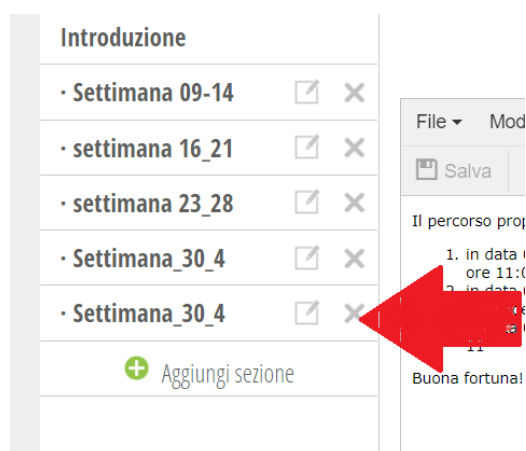 Introduzione
· Settimana 09-14
· settimana 16_21
· settimana 23_28
· Settimana_30_4
· Settimana_30_4
Aggiungi sezione
File Mod
Salva
Il percorso prop
1. in data
ore 11:0
2. in data
11
Buona fortuna!